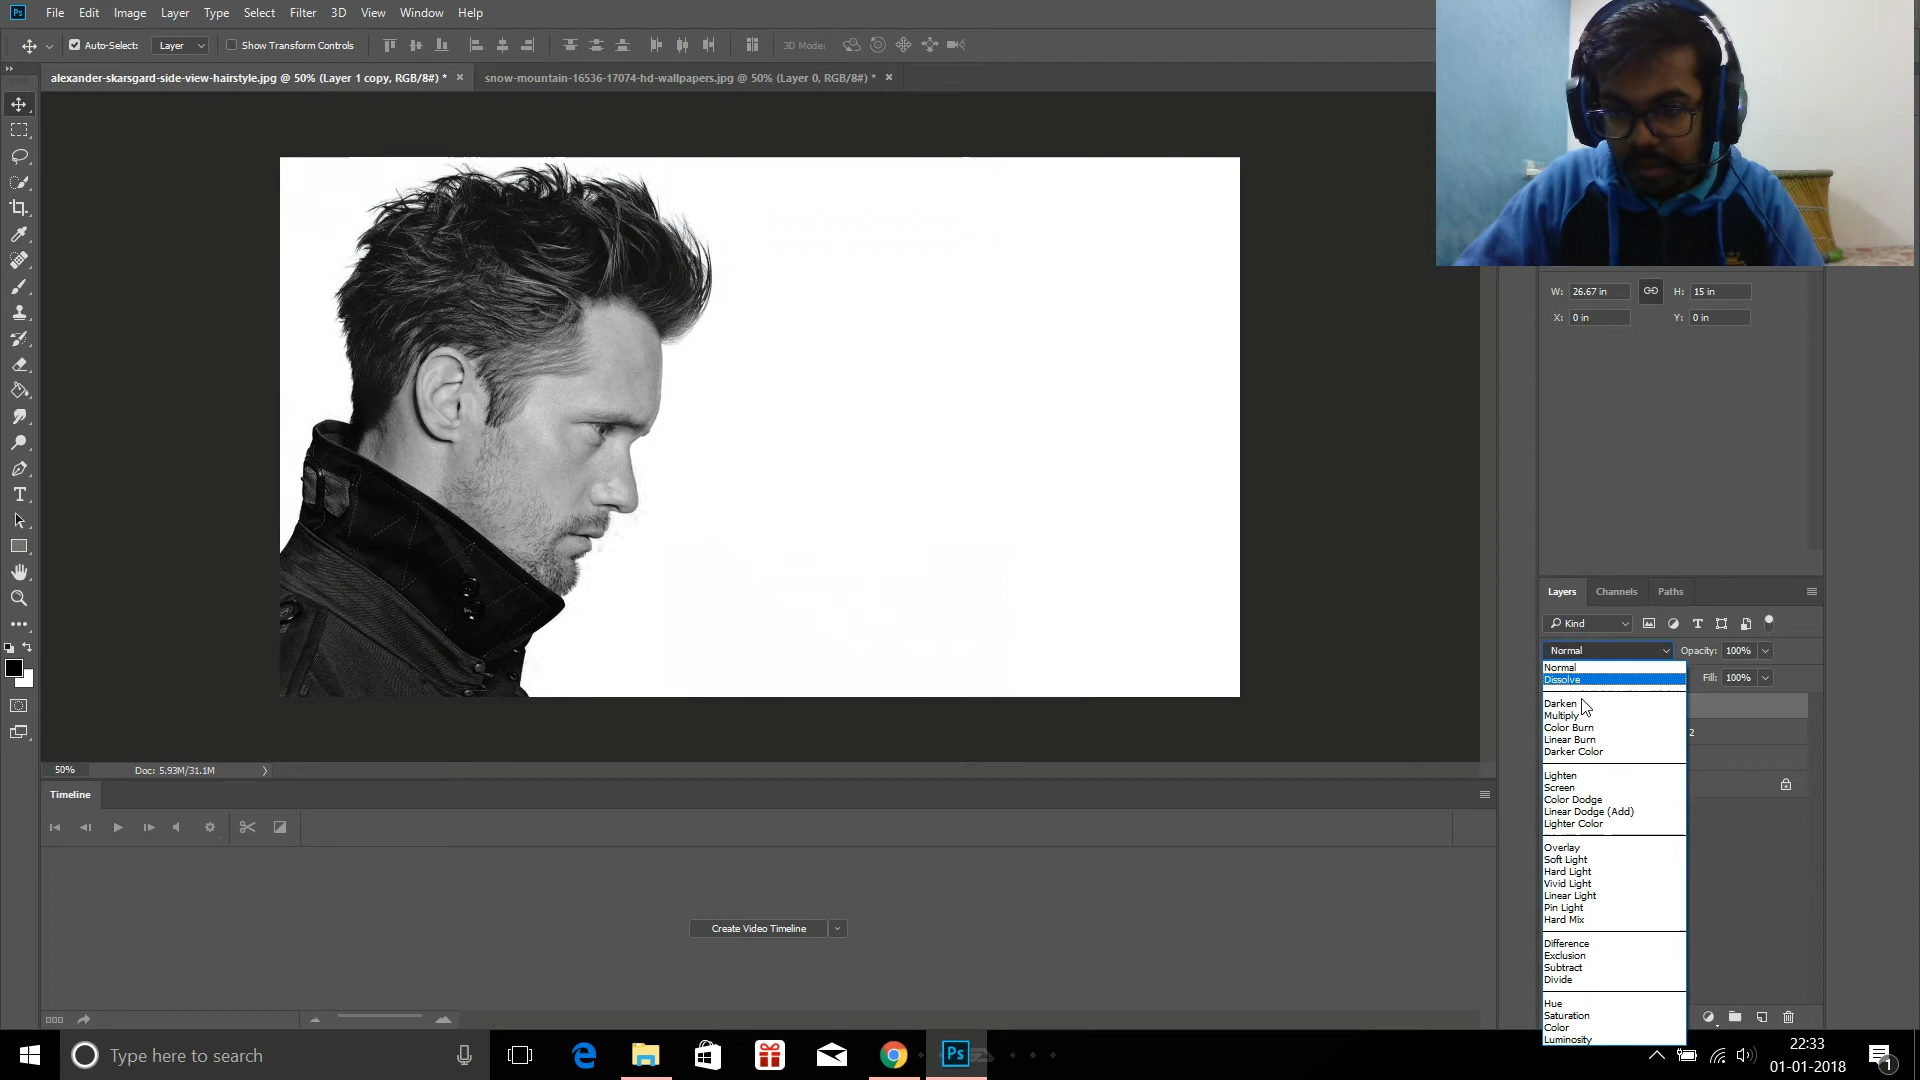 Ps File Edit Image Layer Type Select Filter 3D View Window Help
Auto-Select: Layer Show Transform Controls 3D Mode:
alexander-skarsgard-side-view-hairstyle.jpg @ 50% (Layer 1 copy, RGB/8#) * snow-mountain-16536-17074-hd-wallpapers.jpg @ 50% (Layer 0, RGB/8#) *
W: 26.67 in H: 15 in
X: 0 in Y: 0 in
Layers Channels Paths
Kind
Normal Opacity: 100%
Fill: 100%
Normal
Dissolve
Darken
Multiply
2
Color Burn
Linear Burn
Darker Color
Lighten
Screen
Color Dodge
Linear Dodge (Add)
Lighter Color
Overlay
Soft Light
Hard Light
Vivid Light
Linear Light
Pin Light
Hard Mix
Difference
Exclusion
Subtract
Divide
Hue
Saturation
Color
Luminosity
50% Doc: 5.93M/31.1M
Timeline
Create Video Timeline
Type here to search
Ps
22:33
01-01-2018
1